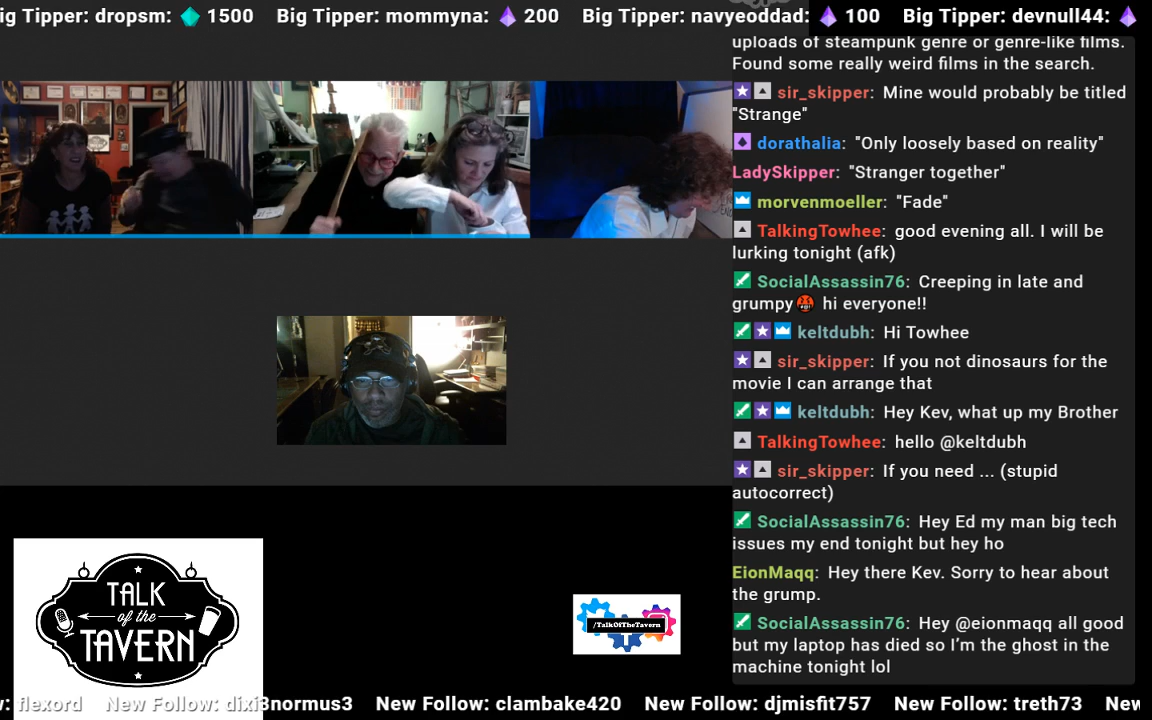 ig Tipper: dropsm: 1500 Big Tipper: mommyna: 200 Big Tipper: navyeoddad: 100 Big Tipper: devnull44:
uploads of steampunk genre or genre-like films.
Found some really weird films in the search.
sir_skipper: Mine would probably be titled
"Strange"
dorathalia: "Only loosely based on reality"
LadySkipper: "Stranger together"
morvenmoeller: "Fade"
TalkingTowhee: good evening all. I will be
lurking tonight (afk)
SocialAssassin76: Creeping in late and
grumpy🤬 hi everyone!!
keltdubh: Hi Towhee
sir_skipper: If you not dinosaurs for the
movie I can arrange that
keltdubh: Hey Kev, what up my Brother
TalkingTowhee: hello @keltdubh
sir_skipper: If you need ... (stupid
autocorrect)
SocialAssassin76: Hey Ed my man big tech
issues my end tonight but hey ho
EionMaqq: Hey there Kev. Sorry to hear about
the grump.
SocialAssassin76: Hey @eionmaqq all good
but my laptop has died so I'm the ghost in the
machine tonight lol
TALK
of the
TAVERN
/TalkOfTheTavern
w: flexord New Follow: dixi3normus3 New Follow: clambake420 New Follow: djmisfit757 New Follow: treth73 New